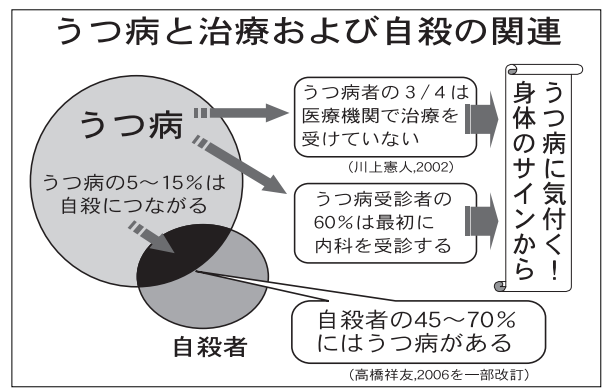 うつ病と治療および自殺の関連
うつ病
うつ病の5〜15%は
自殺につながる
自殺者
うつ病者の3/4は
医療機関で治療を
受けていない
(川上憲人,2002)
うつ病受診者の
60%は最初に
内科を受診する
うつ病に気付く!
身体のサインから
自殺者の45〜70%
にはうつ病がある
(高橋祥友,2006を一部改訂)